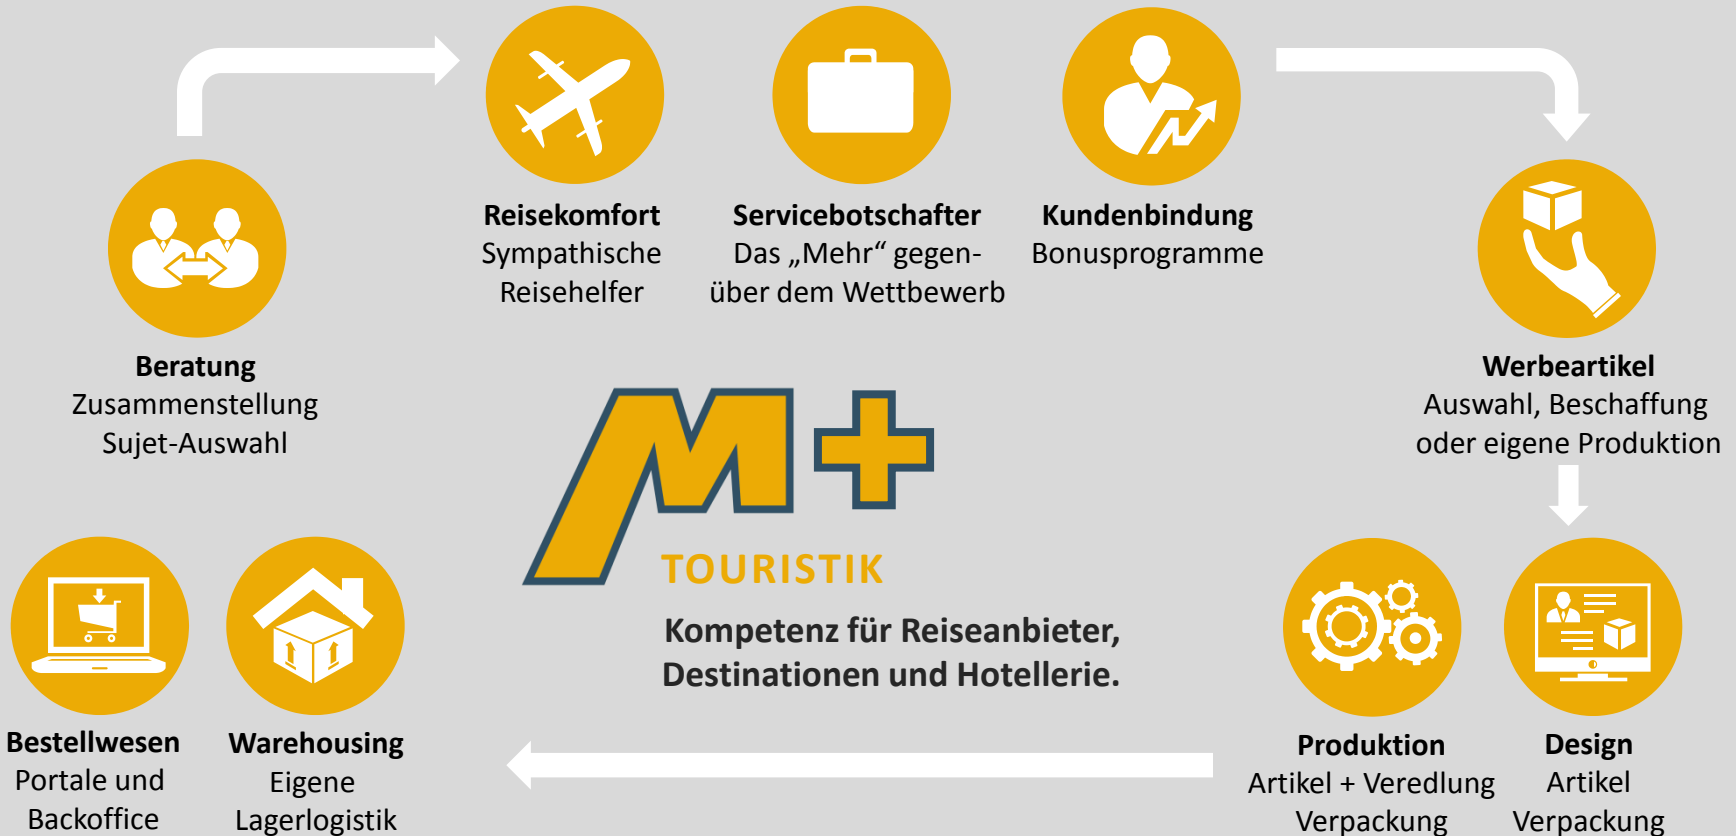 Reisekomfort
Sympathische
Reisehelfer
Servicebotschafter
Das „Mehr“ gegen-
über dem Wettbewerb
Kundenbindung
Bonusprogramme
Beratung
Zusammenstellung
Sujet-Auswahl
Werbeartikel
Auswahl, Beschaffung
oder eigene Produktion
M+
TOURISTIK
Kompetenz für Reiseanbieter,
Destinationen und Hotellerie.
Bestellwesen
Portale und
Backoffice
Warehousing
Eigene
Lagerlogistik
Produktion
Artikel + Veredlung
Verpackung
Design
Artikel
Verpackung